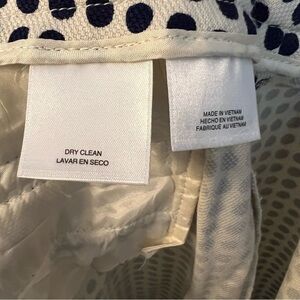 DRY CLEAN
LAVAR EN SECO
MADE IN VIETNAM
HECHO EN VIETNAM
FABRIQUÉ AU VIETNAM